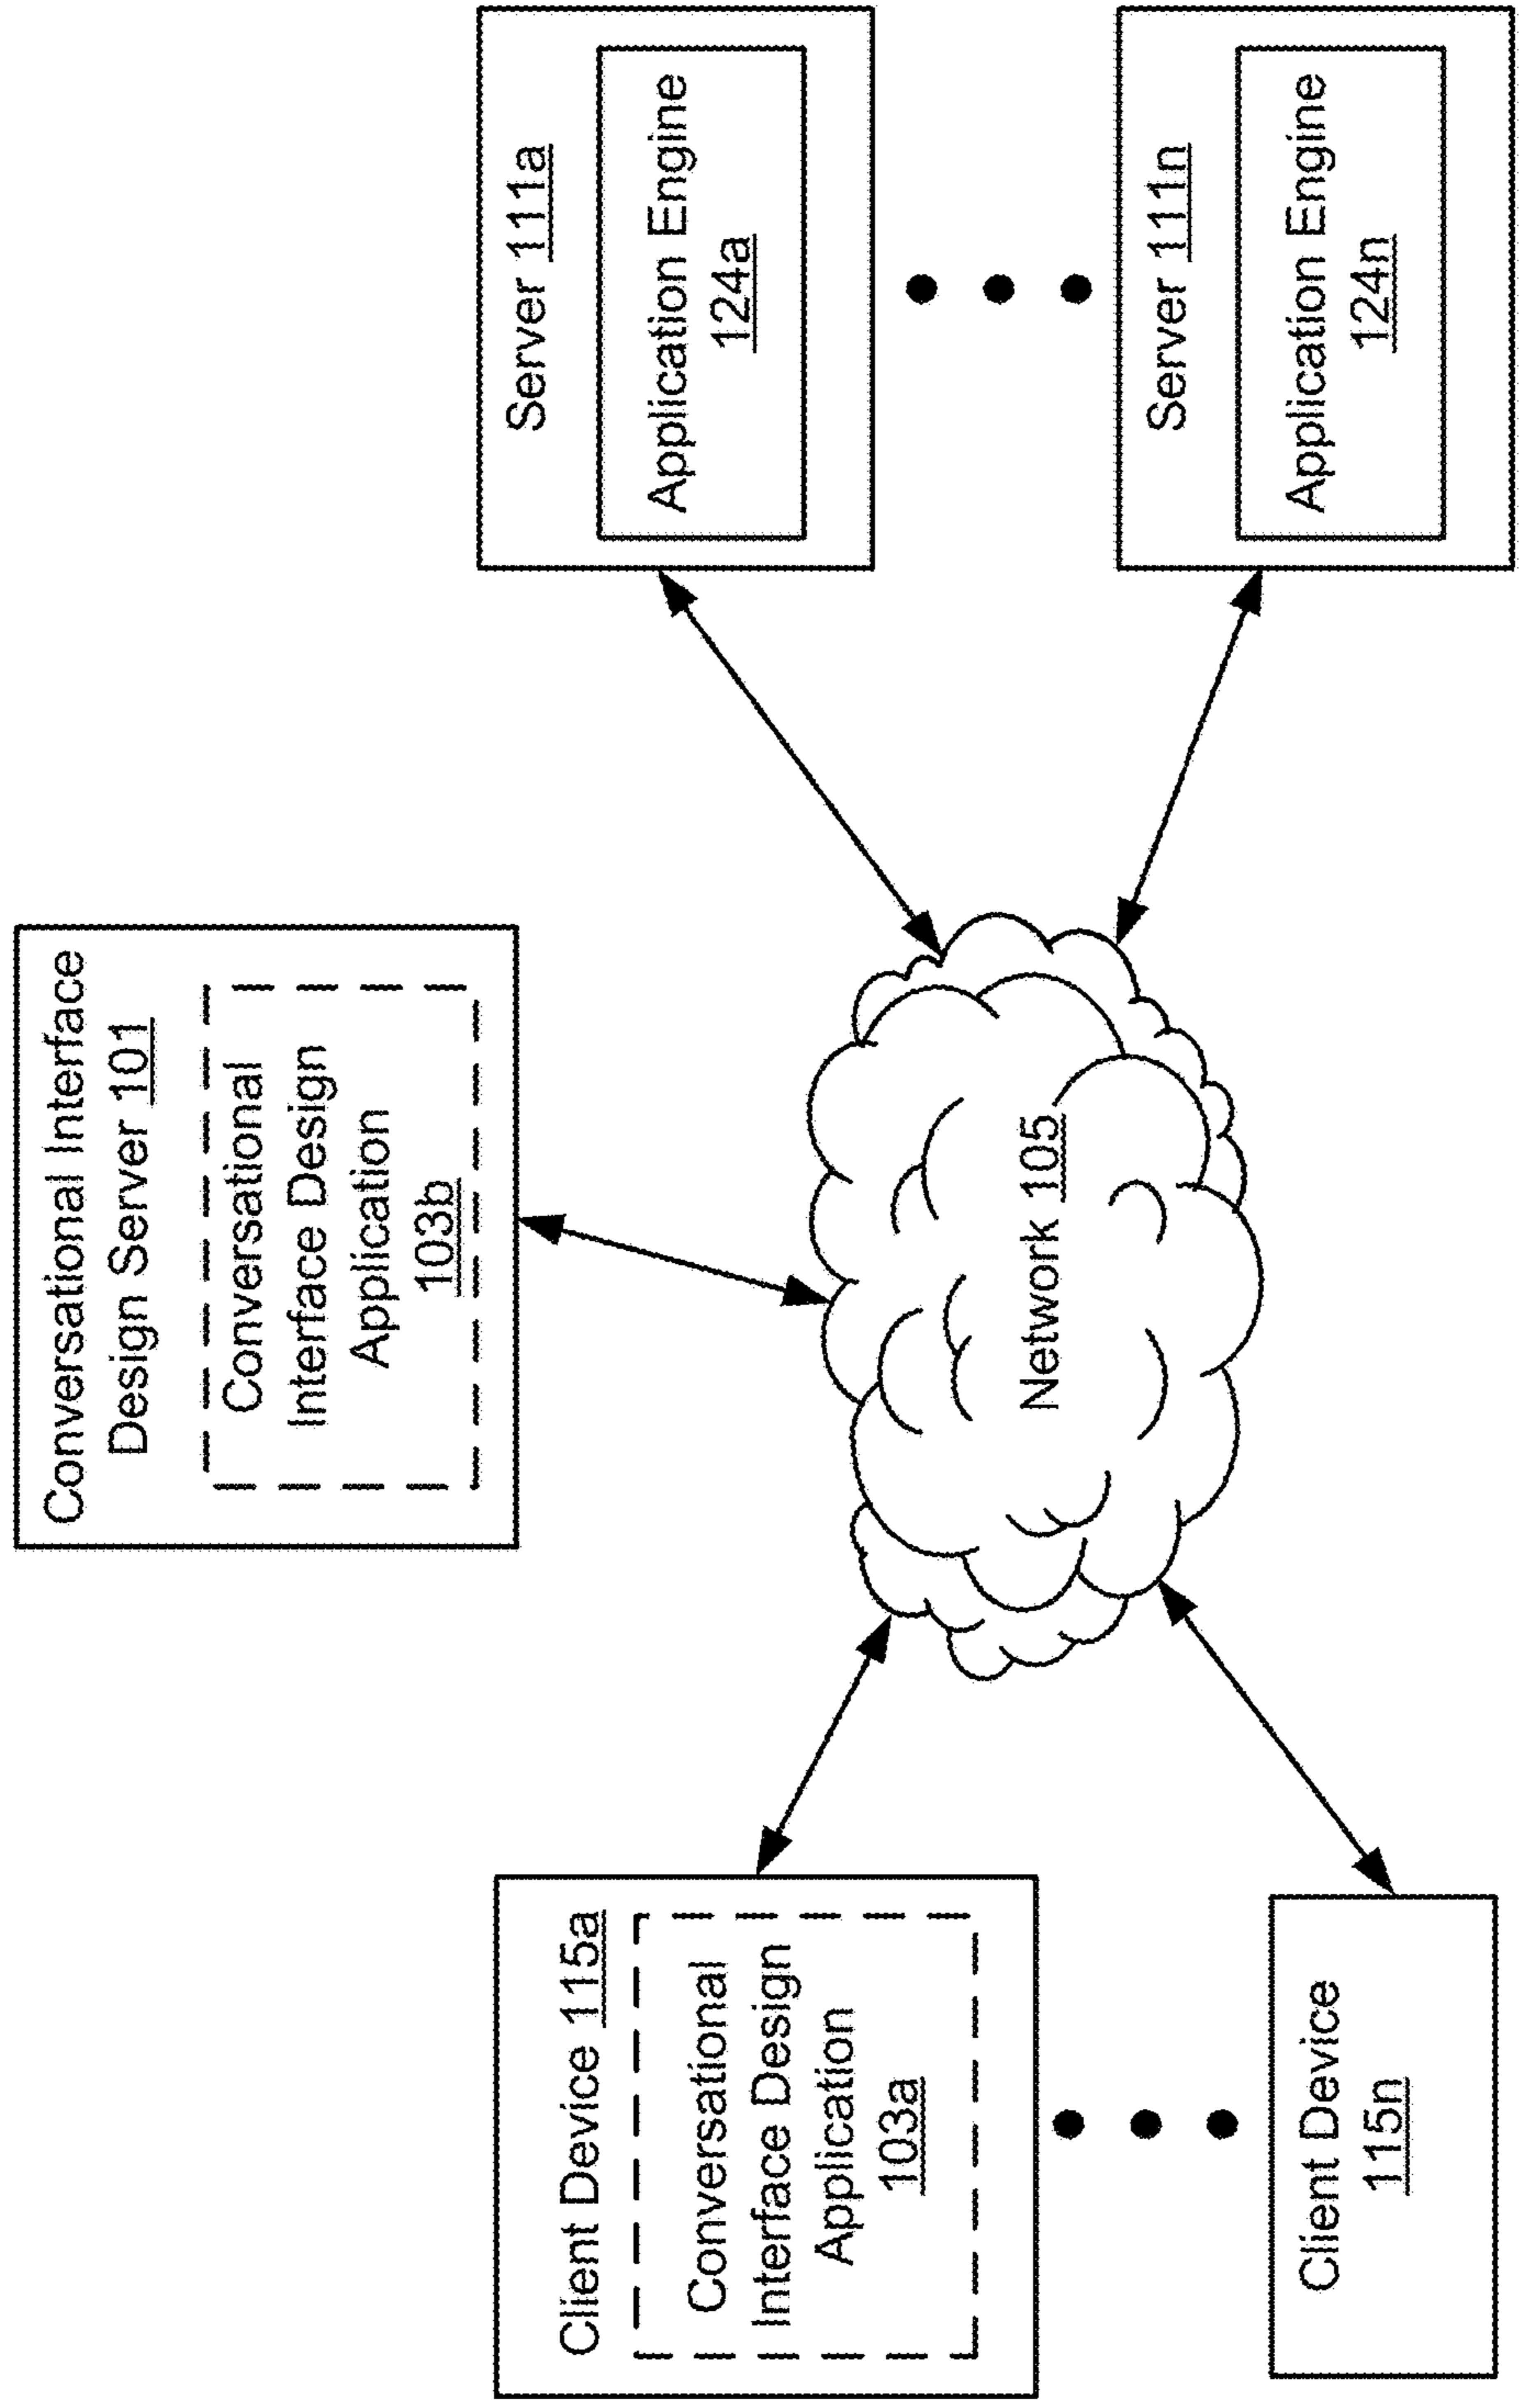 Conversational Interface
Design Server 101
Conversational
Interface Design
Application
103b
Client Device 115a
Conversational
Interface Design
Application
103a
Client Device
115n
Network 105
Server 111a
Application Engine
124a
Server 111n
Application Engine
124n